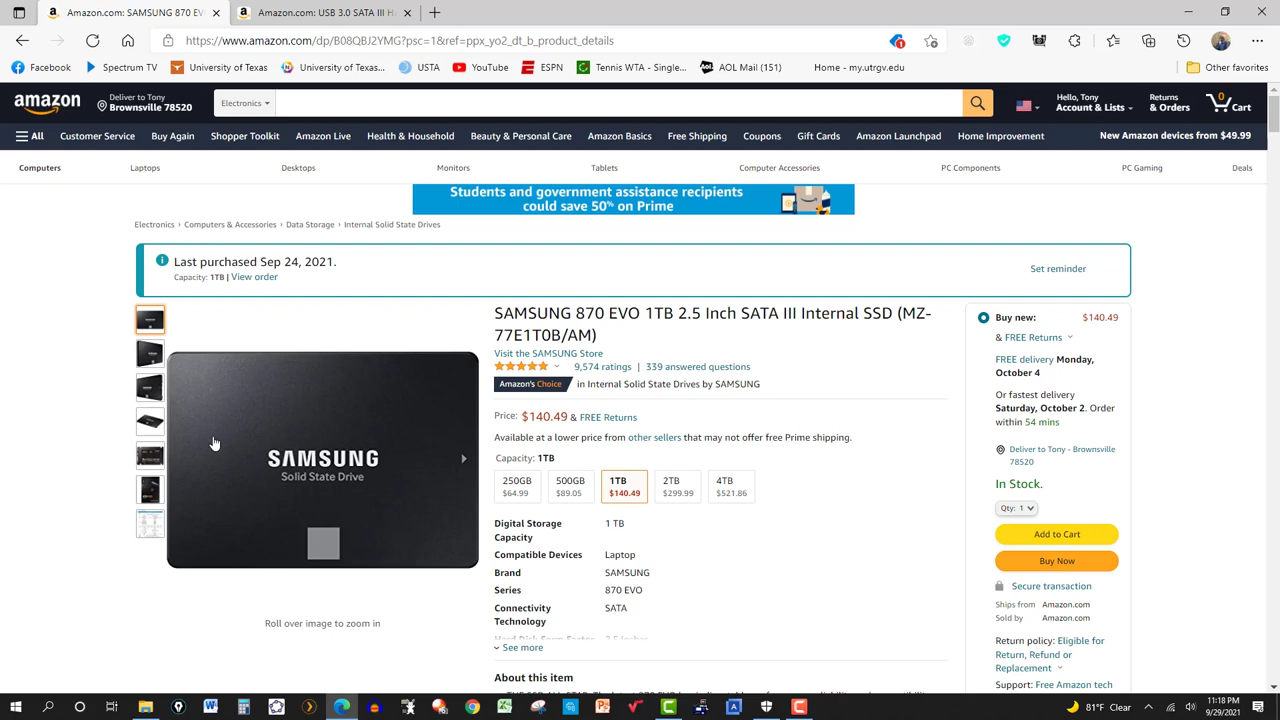 SAMSUNG 870 EV
USB 3.0 SATA III H
https://www.amazon.com/dp/B08QBJ2YMG?psc=1&ref=ppx_yo2_dt_b_product_details
1
Facebook
Spectrum TV
University of Texas
University of Texas...
USTA
YouTube
ESPN
Tennis WTA - Single...
Aol.
AOL Mail (151)
Home - my.utrgv.edu
Other favorites
amazon
Deliver to Tony
Brownsville 78520
Electronics
Hello, Tony
Account & Lists
Returns
& Orders
0
Cart
All
Customer Service
Buy Again
Shopper Toolkit
Amazon Live
Health & Household
Beauty & Personal Care
Amazon Basics
Free Shipping
Coupons
Gift Cards
Amazon Launchpad
Home Improvement
New Amazon devices from $49.99
Computers
Laptops
Desktops
Monitors
Tablets
Computer Accessories
PC Components
PC Gaming
Deals
Students and government assistance recipients
could save 50% on Prime
Electronics › Computers & Accessories › Data Storage › Internal Solid State Drives
Last purchased Sep 24, 2021.
Capacity: 1TB | View order
Set reminder
SAMSUNG
Solid State Drive
Roll over image to zoom in
SAMSUNG 870 EVO 1TB 2.5 Inch SATA III Internal SSD (MZ-
77E1T0B/AM)
Visit the SAMSUNG Store
9,574 ratings | 339 answered questions
Amazon's Choice in Internal Solid State Drives by SAMSUNG
Price: $140.49 & FREE Returns
Available at a lower price from other sellers that may not offer free Prime shipping.
Capacity: 1TB
250GB
$64.99
500GB
$89.05
1TB
$140.49
2TB
$299.99
4TB
$521.86
Digital Storage Capacity 1 TB
Compatible Devices Laptop
Brand SAMSUNG
Series 870 EVO
Connectivity Technology SATA
Hard Disk Form Factor 2.5 Inches
See more
About this item
Buy new: $140.49
& FREE Returns
FREE delivery Monday,
October 4
Or fastest delivery
Saturday, October 2. Order
within 54 mins
Deliver to Tony - Brownsville
78520
In Stock.
Qty: 1
Add to Cart
Buy Now
Secure transaction
Ships from Amazon.com
Sold by Amazon.com
Return policy: Eligible for
Return, Refund or
Replacement
Support: Free Amazon tech
81°F Clear
11:18 PM
9/29/2021